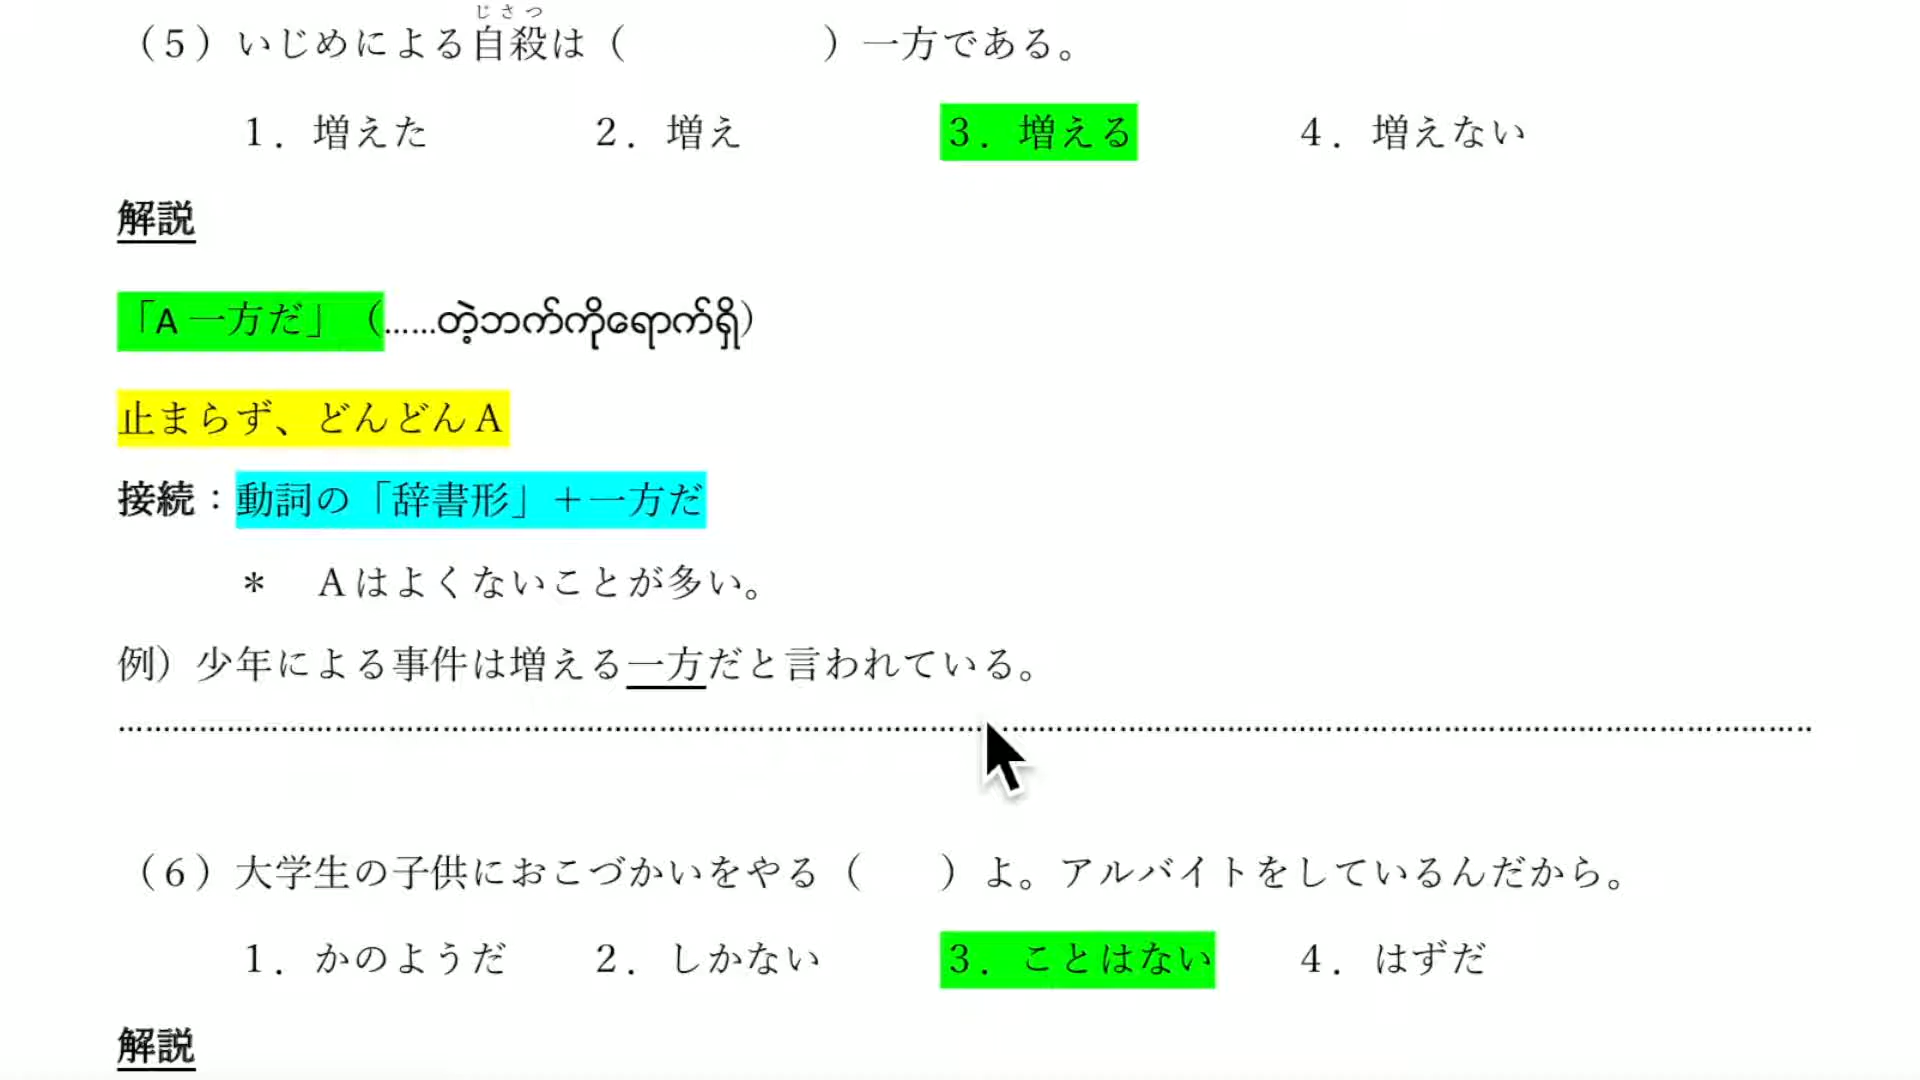 じさつ
（５）いじめによる自殺は（　　　　　）一方である。
１．増えた　　２．増え　　３．増える　　４．増えない
解説
「A 一方だ」（......တဲ့ဘက်ကိုရောက်ရှိ）
止まらず、どんどんＡ
接続：動詞の「辞書形」＋一方だ
＊　Ａはよくないことが多い。
例）少年による事件は増える一方だと言われている。
（６）大学生の子供におこづかいをやる（　　）よ。アルバイトをしているんだから。
１．かのようだ　　２．しかない　　３．ことはない　　４．はずだ
解説